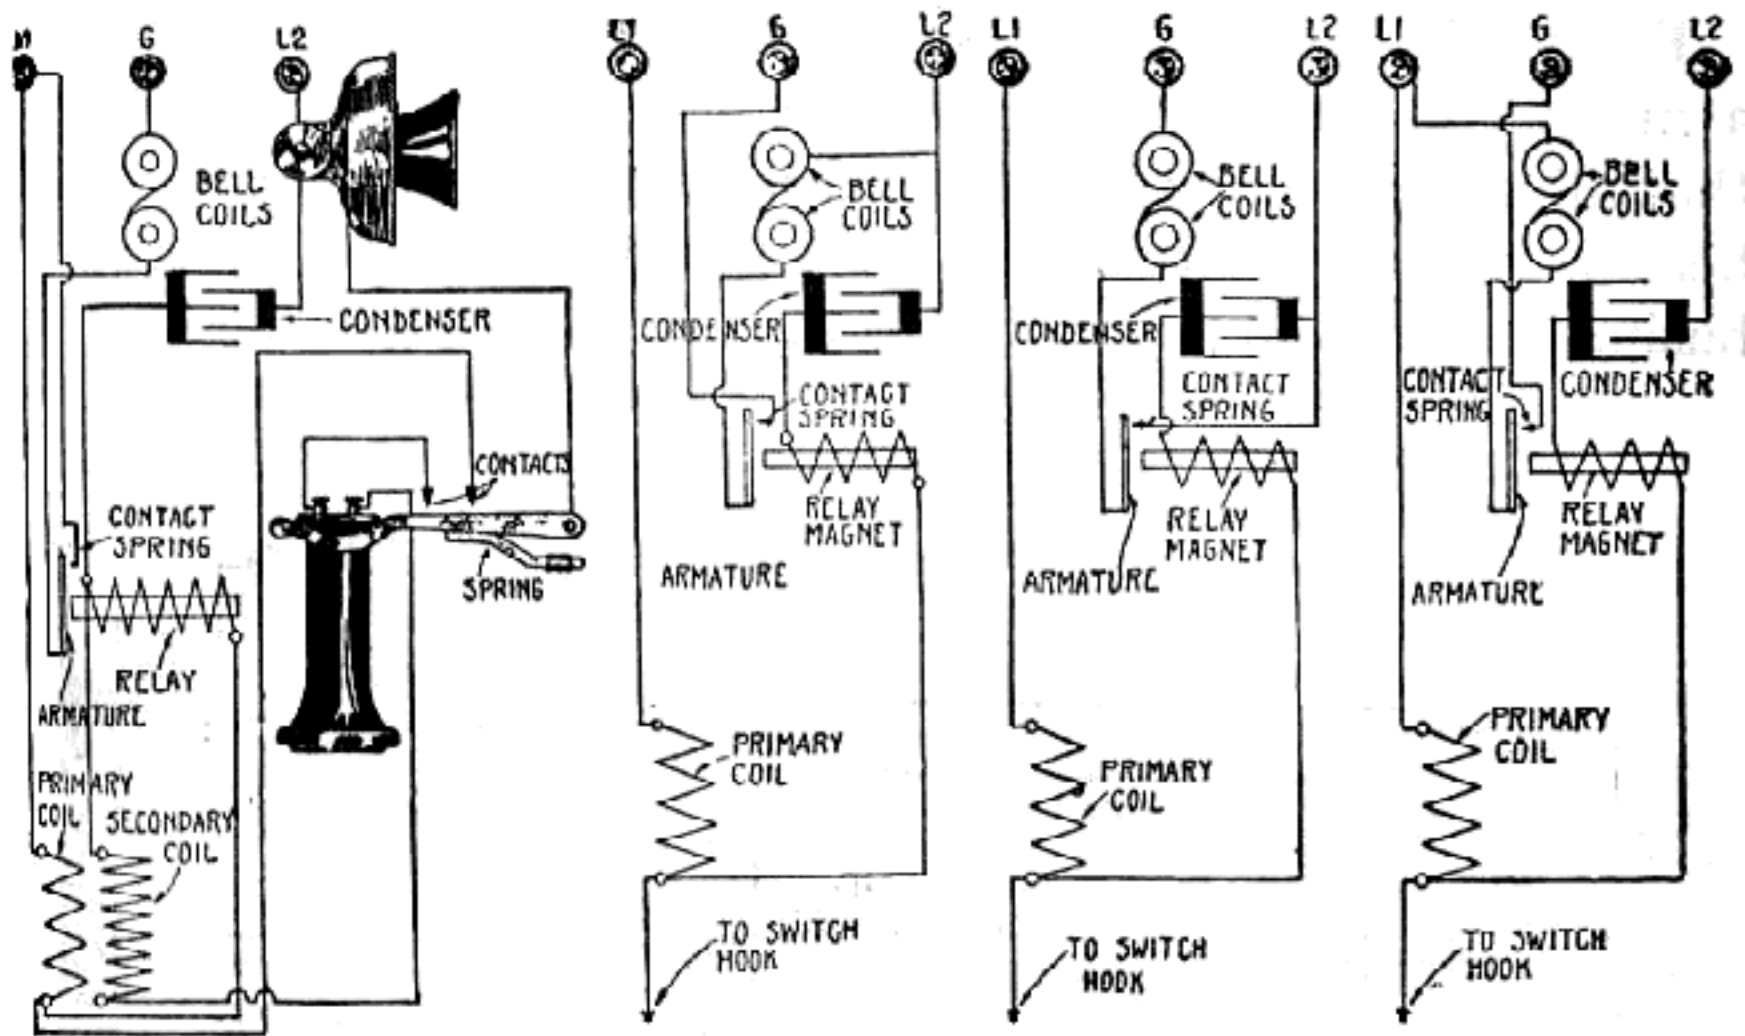 G
L2
BELL
COILS
CONDENSER
CONTACTS
CONTACT
SPRING
SPRING
RELAY
ARMATURE
PRIMARY
COIL
SECONDARY
COIL
G
L2
BELL
COILS
CONDENSER
CONTACT
SPRING
RELAY
MAGNET
ARMATURE
PRIMARY
COIL
TO SWITCH
HOOK
L1
G
L2
BELL
COILS
CONDENSER
CONTACT
SPRING
RELAY
MAGNET
ARMATURE
PRIMARY
COIL
TO SWITCH
HOOK
L1
G
L2
BELL
COILS
CONTACT
SPRING
CONDENSER
RELAY
MAGNET
ARMATURE
PRIMARY
COIL
TO SWITCH
HOOK